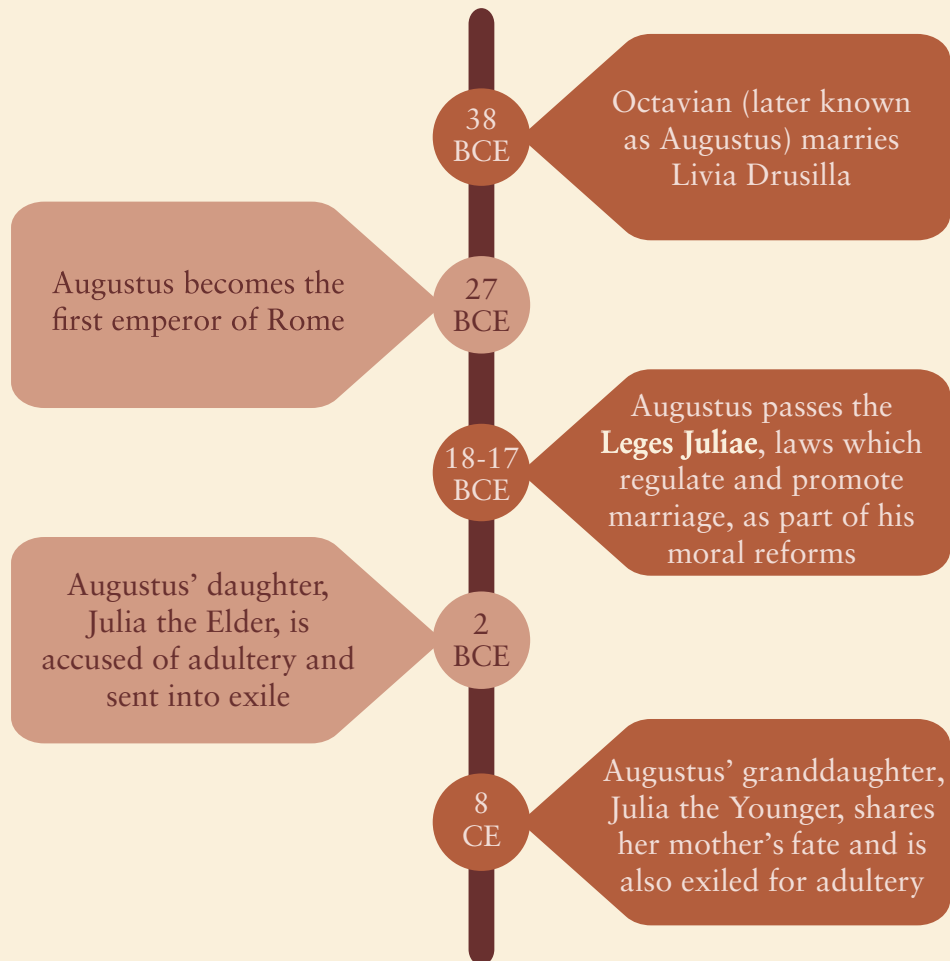 38
BCE
Octavian (later known
as Augustus) marries
Livia Drusilla
Augustus becomes the
first emperor of Rome
27
BCE
18-17
BCE
Augustus passes the
Leges Juliae, laws which
regulate and promote
marriage, as part of his
moral reforms
Augustus’ daughter,
Julia the Elder, is
accused of adultery and
sent into exile
2
BCE
8
CE
Augustus’ granddaughter,
Julia the Younger, shares
her mother’s fate and is
also exiled for adultery